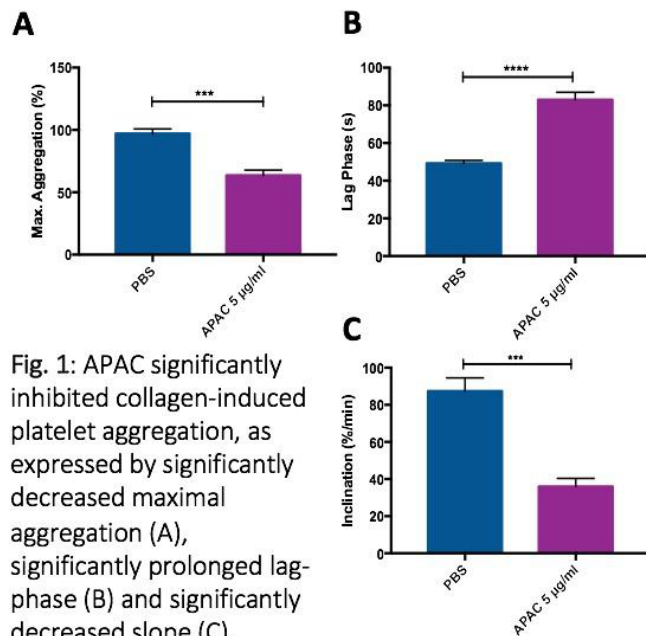 A
Max. Aggregation (%)
150
100
50
0
***
PBS
APAC 5 µg/ml
B
Lag Phase (s)
100
80
60
40
20
0
****
PBS
APAC 5 µg/ml
C
Inclination (%/min)
100
80
60
40
20
0
***
PBS
APAC 5 µg/ml
Fig. 1: APAC significantly
inhibited collagen-induced
platelet aggregation, as
expressed by significantly
decreased maximal
aggregation (A),
significantly prolonged lag-
phase (B) and significantly
decreased slope (C).